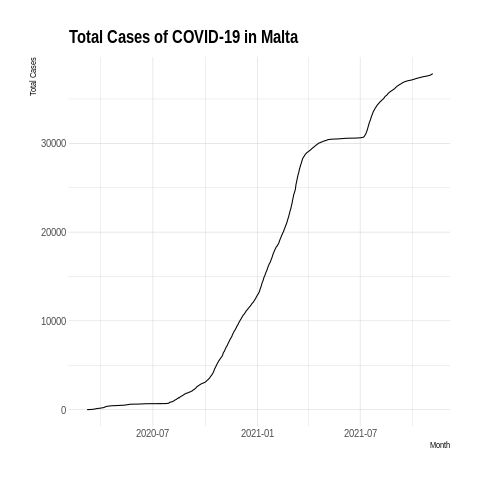 Total Cases of COVID-19 in Malta
Total Cases
30000
20000
10000
0
2020-07
2021-01
2021-07
Month